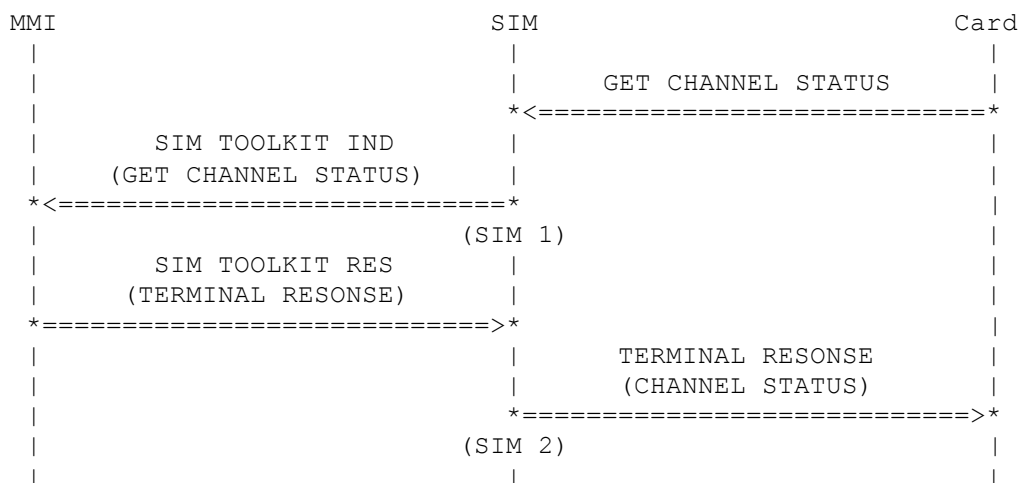 MMI SIM Card
GET CHANNEL STATUS
SIM TOOLKIT IND
(GET CHANNEL STATUS)
(SIM 1)
SIM TOOLKIT RES
(TERMINAL RESONSE)
TERMINAL RESONSE
(CHANNEL STATUS)
(SIM 2)